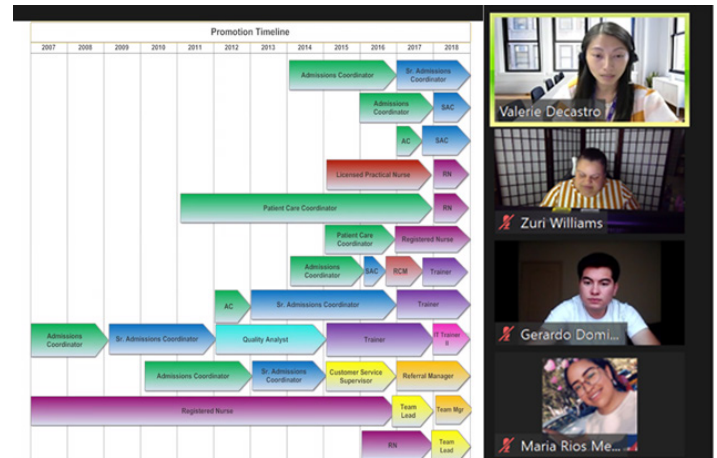 Promotion Timeline
2007 2008 2009 2010 2011 2012 2013 2014 2015 2016 2017 2018
Admissions Coordinator
Sr. Admissions
Coordinator
Admissions
Coordinator
SAC
AC
SAC
Licensed Practical Nurse
RN
Patient Care Coordinator
RN
Patient Care
Coordinator
Registered Nurse
Admissions
Coordinator
SAC
RCM
Trainer
AC
Sr. Admissions Coordinator
Trainer
Admissions
Coordinator
Sr. Admissions Coordinator
Quality Analyst
Trainer
IT Trainer
II
Admissions Coordinator
Sr. Admissions
Coordinator
Customer Service
Supervisor
Referral Manager
Registered Nurse
Team
Lead
Team Mgr
RN
Team
Lead
Valerie Decastro
Zuri Williams
Gerardo Domi...
Maria Rios Me...